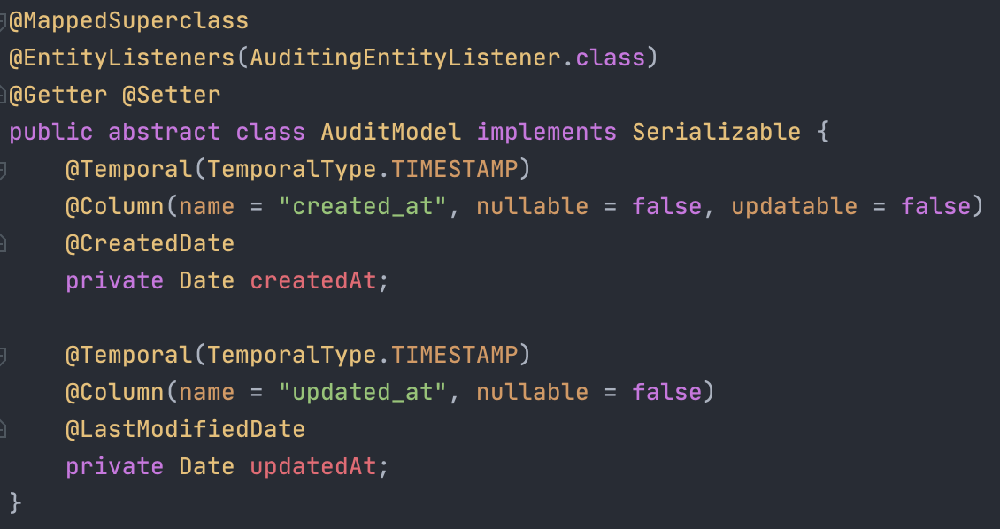 @MappedSuperclass
@EntityListeners(AuditingEntityListener.class)
@Getter @Setter
public abstract class AuditModel implements Serializable {
    @Temporal(TemporalType.TIMESTAMP)
    @Column(name = "created_at", nullable = false, updatable = false)
    @CreatedDate
    private Date createdAt;

    @Temporal(TemporalType.TIMESTAMP)
    @Column(name = "updated_at", nullable = false)
    @LastModifiedDate
    private Date updatedAt;
}